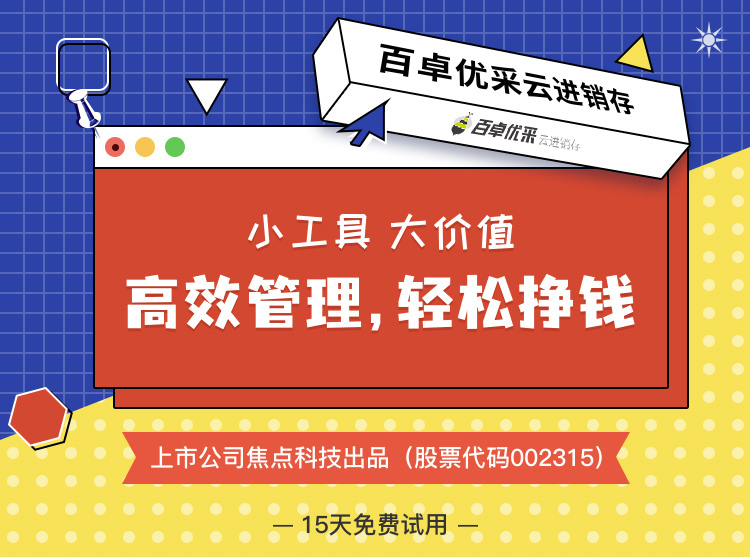 百卓优采云进销存
百卓优采 云进销存
小工具 大价值
高效管理,轻松挣钱
上市公司焦点科技出品（股票代码002315）
— 15天免费试用 —